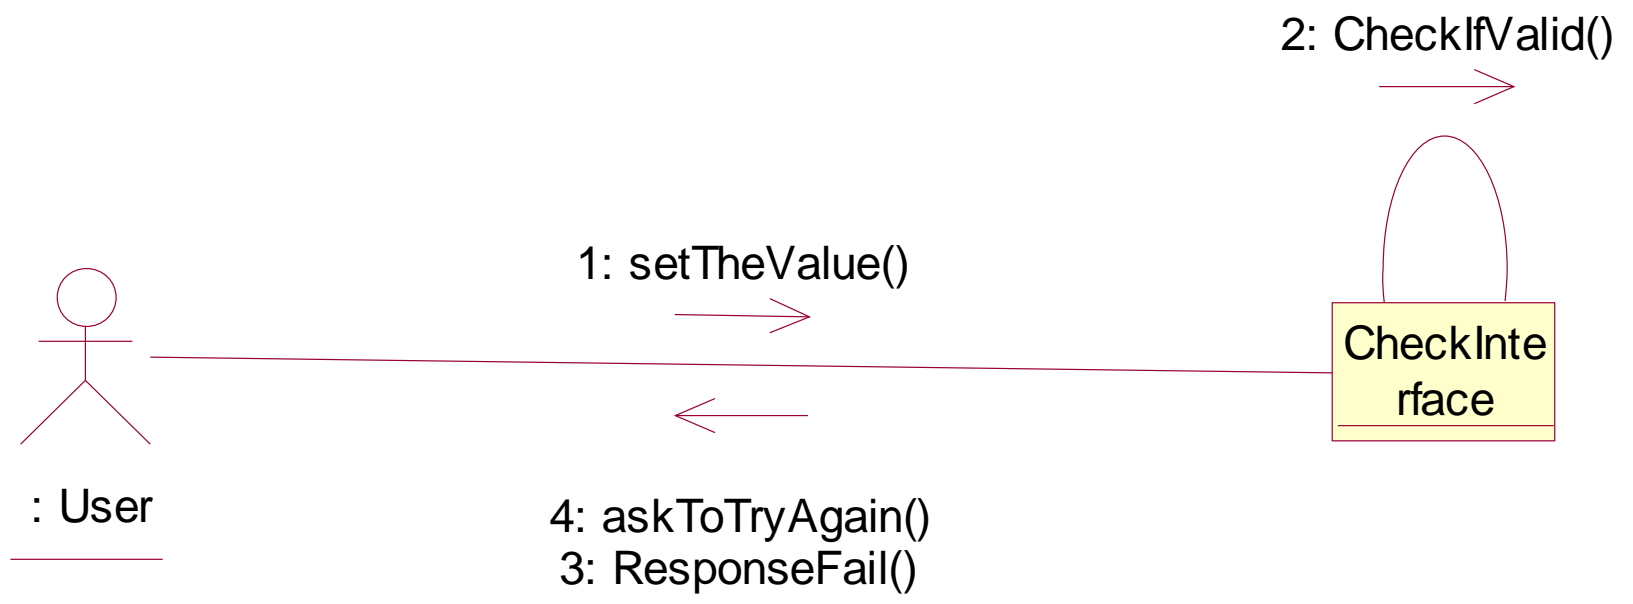 2: CheckIfValid()
1: setTheValue()
CheckInte
rface
: User
4: askToTryAgain()
3: ResponseFail()